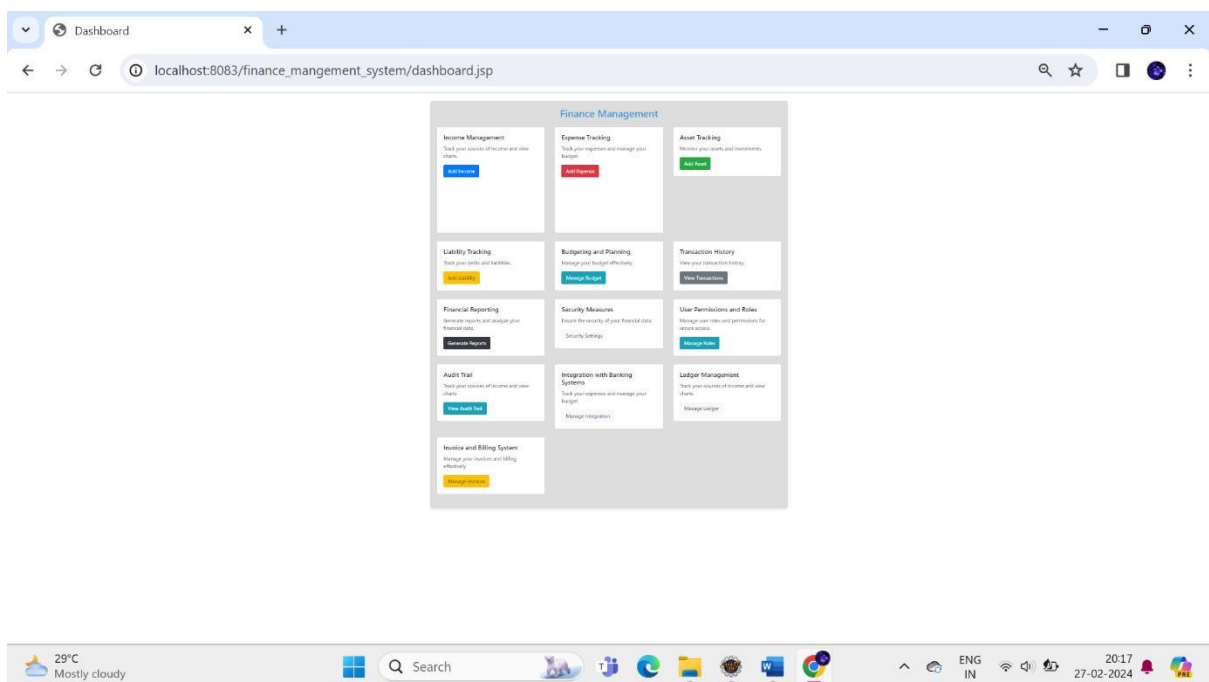 Dashboard
localhost:8083/finance_mangement_system/dashboard.jsp
Finance Management
Income Management
Track your sources of income and view
charts.
Add Income
Expense Tracking
Track your expenses and manage your
budget.
Add Expense
Asset Tracking
Monitor your assets and investments.
Add Asset
Liability Tracking
Track your debts and liabilities.
Add Liability
Budgeting and Planning
Manage your budget effectively.
Manage Budget
Transaction History
View your transaction history.
View Transactions
Financial Reporting
Generate reports and analyze your
financial data.
Generate Reports
Security Measures
Ensure the security of your financial data.
Security Settings
User Permissions and Roles
Manage user roles and permissions for
secure access.
Manage Roles
Audit Trail
Track your sources of income and view
charts.
View Audit Trail
Integration with Banking
Systems
Track your expenses and manage your
budget.
Manage Integration
Ledger Management
Track your sources of income and view
charts.
Manage Ledger
Invoice and Billing System
Manage your invoices and billing
effectively.
Manage Invoices
29°C
Mostly cloudy
Search
ENG
IN
20:17
27-02-2024
PRE